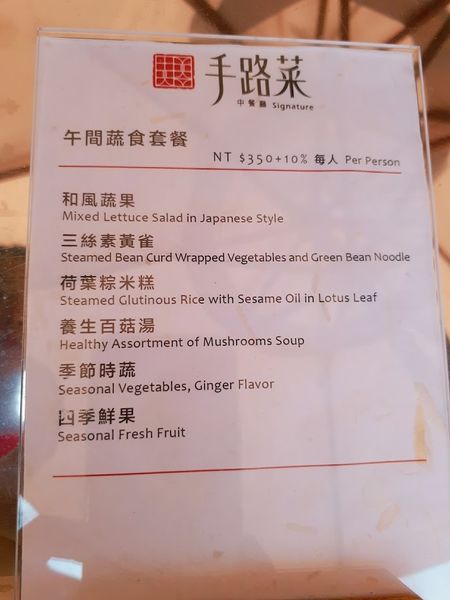 手路菜
中餐廳 Signature
午間蔬食套餐
NT $350+10% 每人 Per Person
和風蔬果
Mixed Lettuce Salad in Japanese Style
三絲素黃雀
Steamed Bean Curd Wrapped Vegetables and Green Bean Noodle
荷葉粽米糕
Steamed Glutinous Rice with Sesame Oil in Lotus Leaf
養生百菇湯
Healthy Assortment of Mushrooms Soup
季節時蔬
Seasonal Vegetables, Ginger Flavor
四季鮮果
Seasonal Fresh Fruit